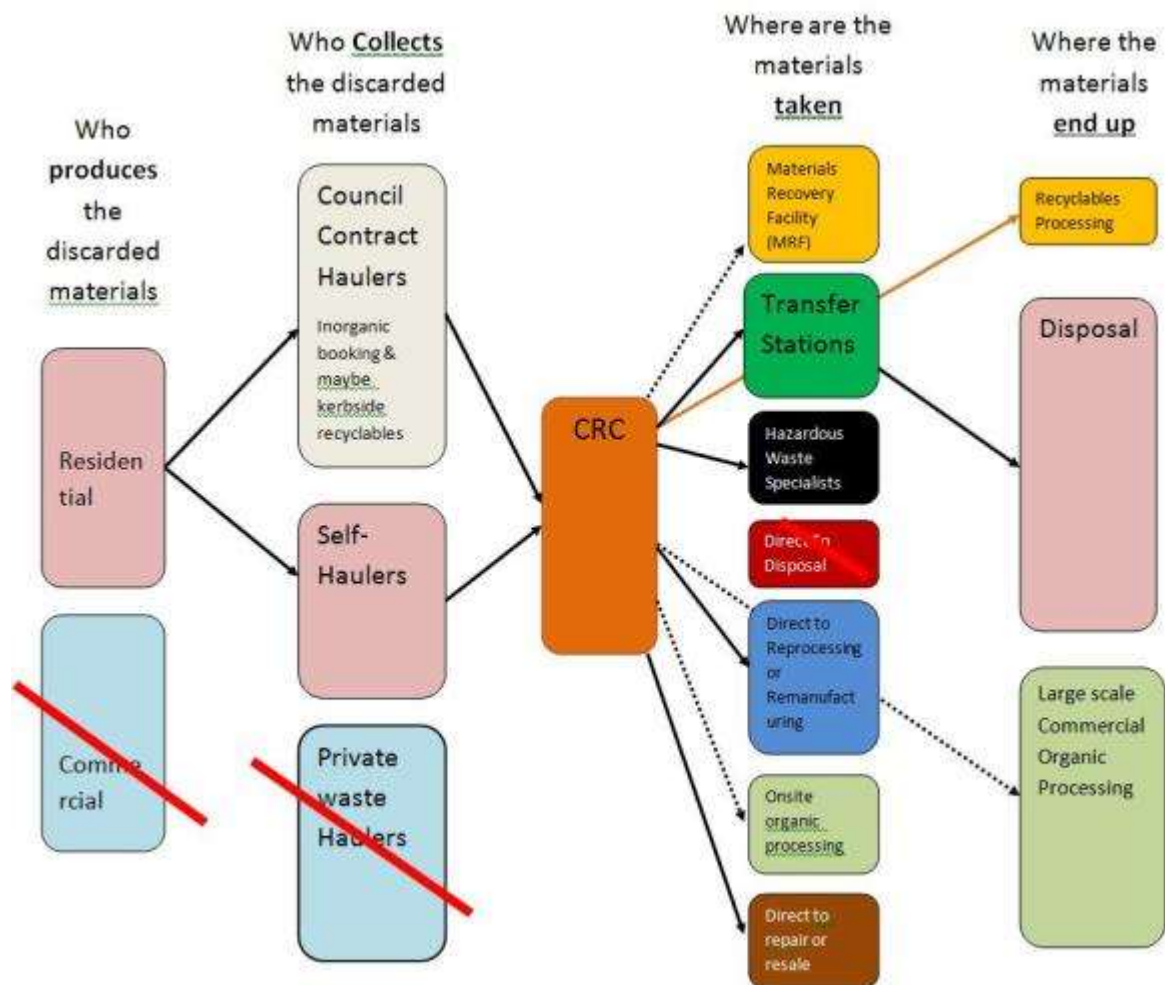 Who
produces
the
discarded
materials
Residen
tial
Comme
rcial
Who Collects
the discarded
materials
Council
Contract
Haulers
Inorganic
booking &
maybe
kerbside
recyclables
Self-
Haulers
Private
waste
Haulers
CRC
Where are the
materials
taken
Materials
Recovery
Facility
(MRF)
Transfer
Stations
Hazardous
Waste
Specialists
Direct
Disposal
Direct to
Reprocessing
or
Remanufact
uring
Onsite
organic
processing
Direct to
repair or
resale
Where the
materials
end up
Recyclables
Processing
Disposal
Large scale
Commercial
Organic
Processing